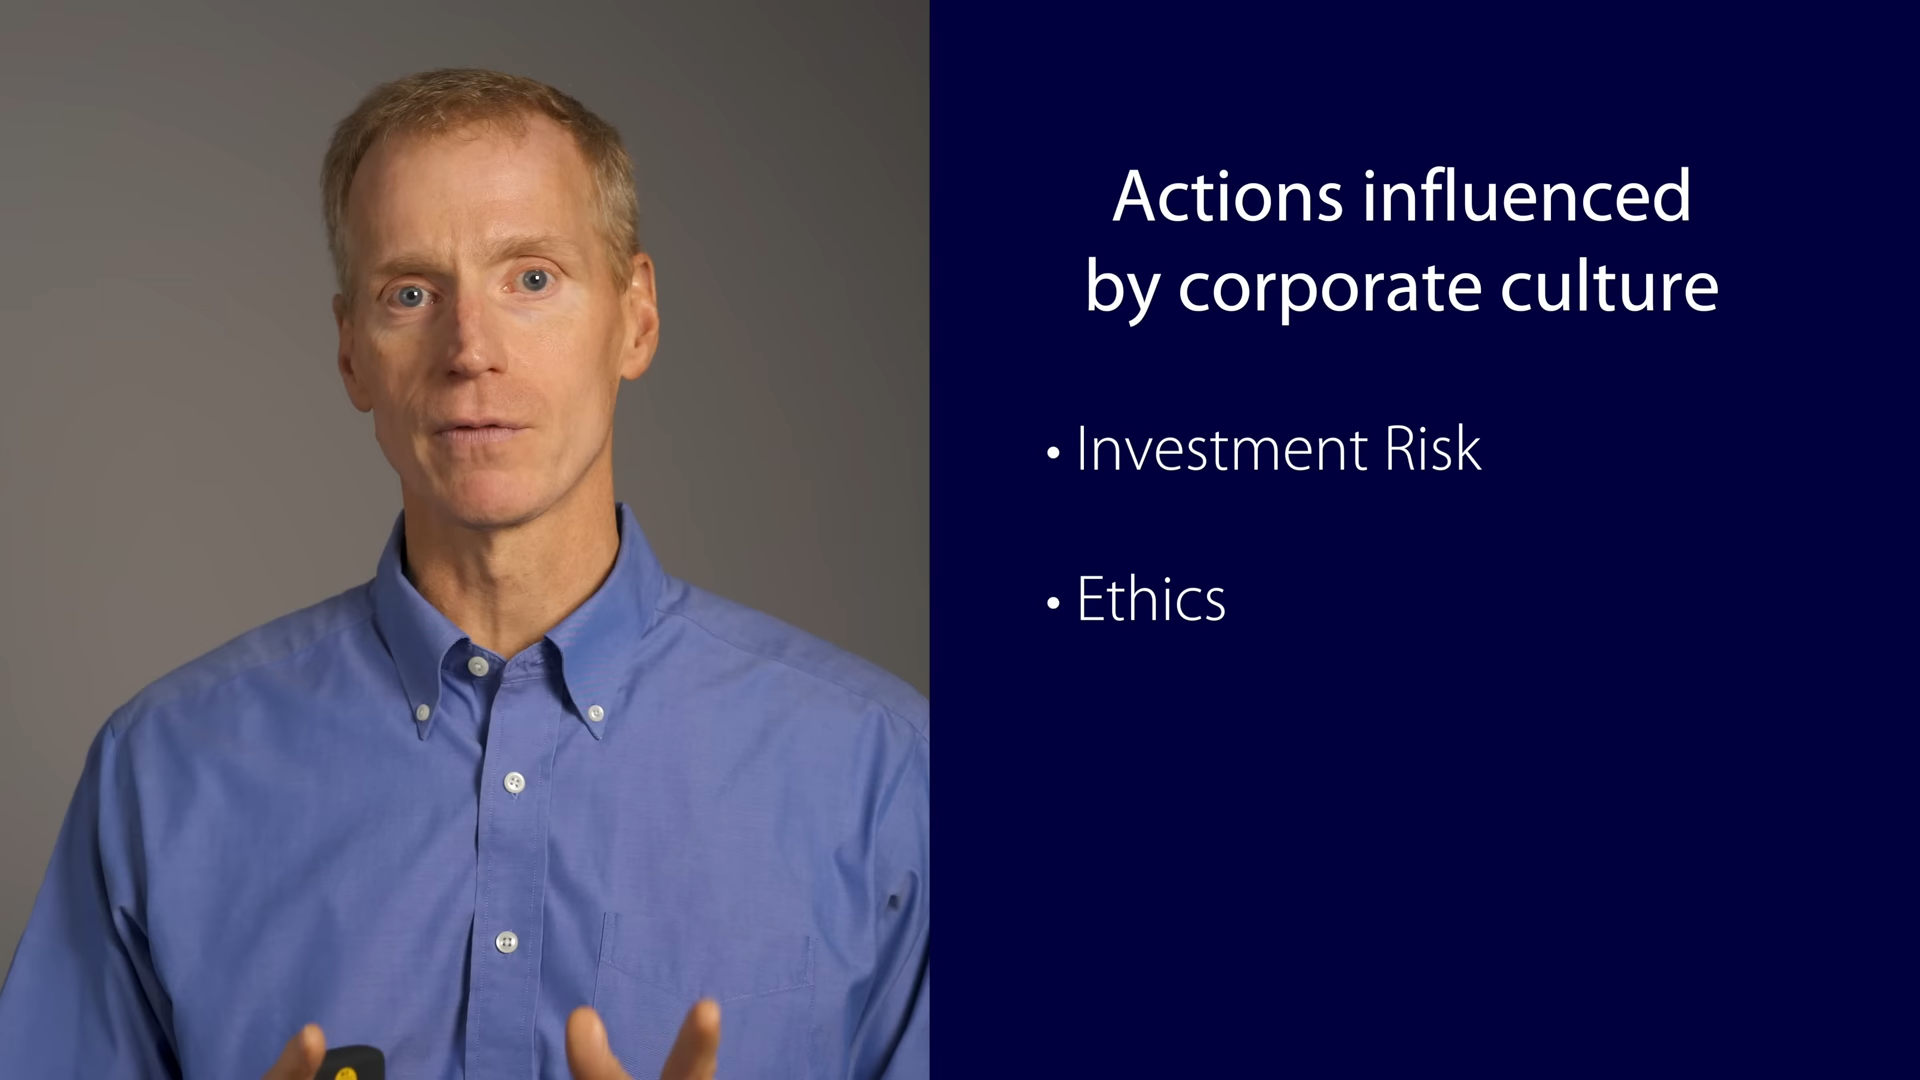 Actions influenced
by corporate culture
• Investment Risk
• Ethics